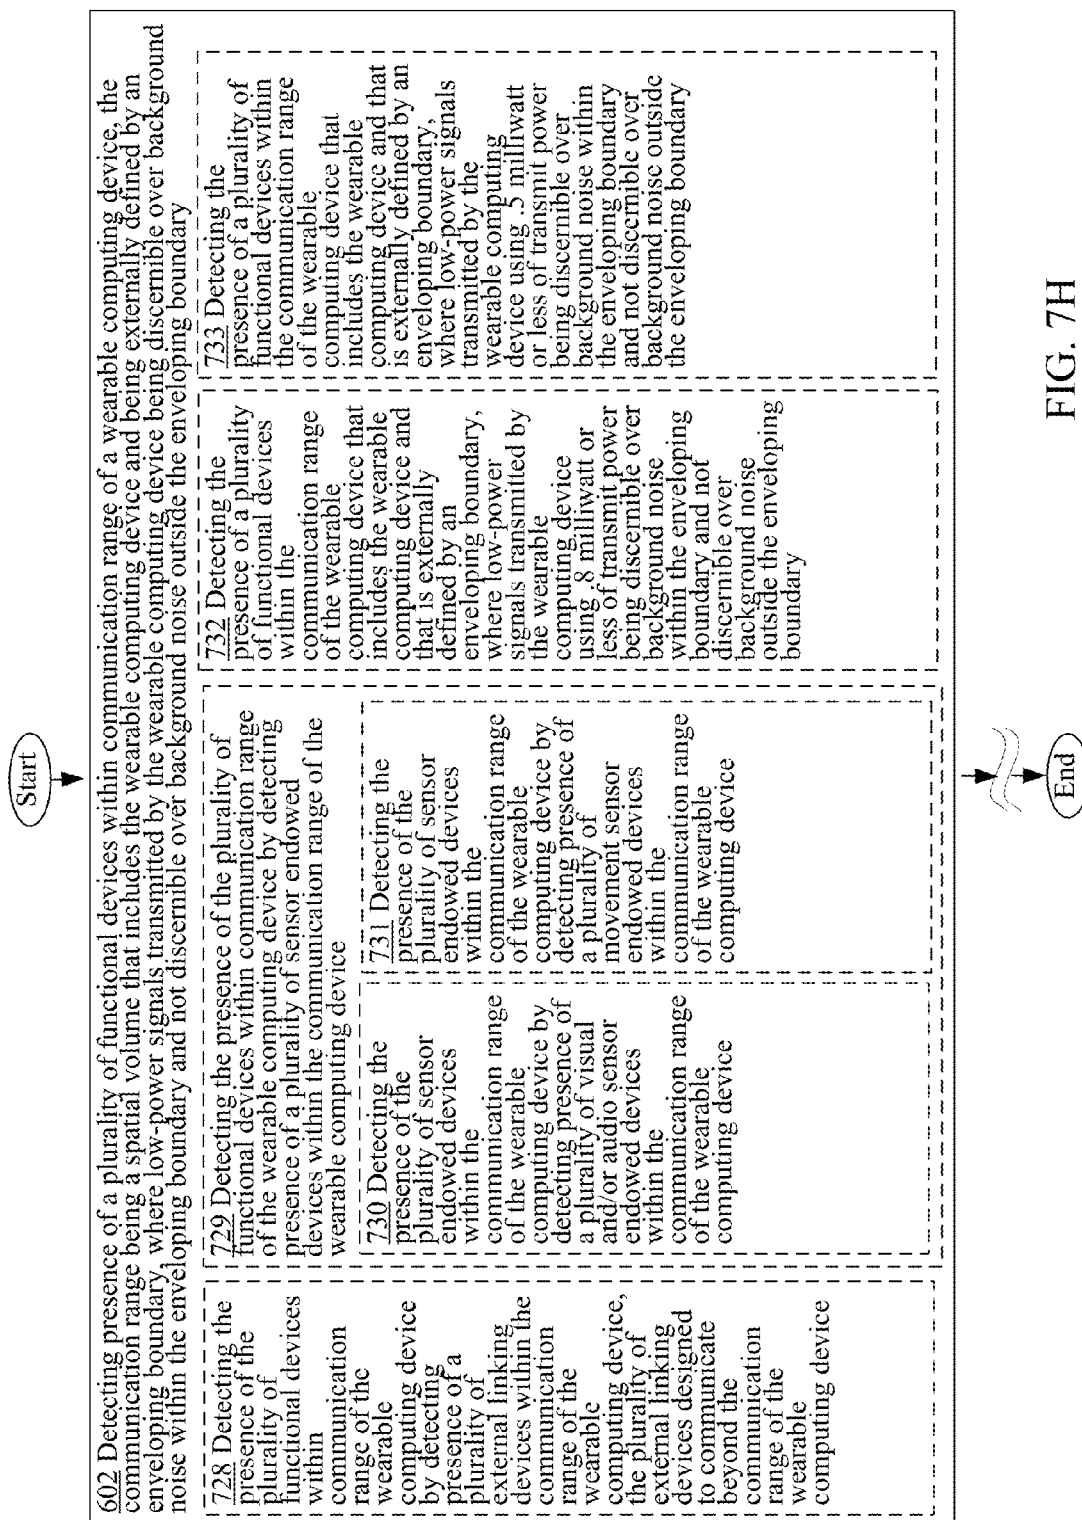 Start
602 Detecting presence of a plurality of functional devices within communication range of a wearable computing device, the
communication range being a spatial volume that includes the wearable computing device and being externally defined by an
enveloping boundary, where low-power signals transmitted by the wearable computing device being discernible over background
noise within the enveloping boundary and not discernible over background noise outside the enveloping boundary
728 Detecting the
presence of the
plurality of
functional devices
within
communication
range of the
wearable
computing device
by detecting
presence of a
plurality of
external linking
devices within the
communication
range of the
wearable
computing device,
the plurality of
external linking
devices designed
to communicate
beyond the
communication
range of the
wearable
computing device
729 Detecting the presence of the plurality of
functional devices within communication range
of the wearable computing device by detecting
presence of a plurality of sensor endowed
devices within the communication range of the
wearable computing device
730 Detecting the
presence of the
plurality of sensor
endowed devices
within the
communication range
of the wearable
computing device by
detecting presence of
a plurality of visual
and/or audio sensor
endowed devices
within the
communication range
of the wearable
computing device
731 Detecting the
presence of the
plurality of sensor
endowed devices
within the
communication range
of the wearable
computing device by
detecting presence of
a plurality of
movement sensor
endowed devices
within the
communication range
of the wearable
computing device
732 Detecting the
presence of a plurality
of functional devices
within the
communication range
of the wearable
computing device that
includes the wearable
computing device and
that is externally
defined by an
enveloping boundary,
where low-power
signals transmitted by
the wearable
computing device
using .8 milliwatt or
less of transmit power
being discernible over
background noise
within the enveloping
boundary and not
discernible over
background noise
outside the enveloping
boundary
733 Detecting the
presence of a plurality of
functional devices within
the communication range
of the wearable
computing device that
includes the wearable
computing device and that
is externally defined by an
enveloping boundary,
where low-power signals
transmitted by the
wearable computing
device using .5 milliwatt
or less of transmit power
being discernible over
background noise within
the enveloping boundary
and not discernible over
background noise outside
the enveloping boundary
End
FIG. 7H